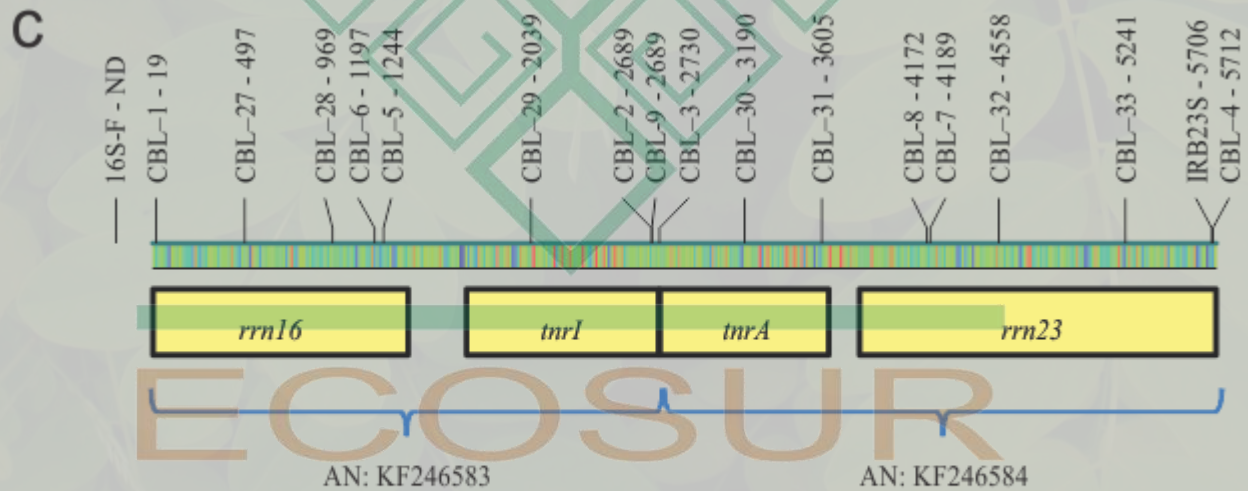 C
16S-F - ND
CBL–1 - 19
CBL–27 - 497
CBL–28 - 969
CBL–6 - 1197
CBL–5 - 1244
CBL–29 - 2039
CBL–2 - 2689
CBL–9 - 2689
CBL–3 - 2730
CBL–30 - 3190
CBL–31 - 3605
CBL-8 - 4172
CBL–7 - 4189
CBL–32 - 4558
CBL–33 - 5241
IRB23S - 5706
CBL–4 - 5712
rrn16
tnrI
tnrA
rrn23
ECOSUR
AN: KF246583
AN: KF246584